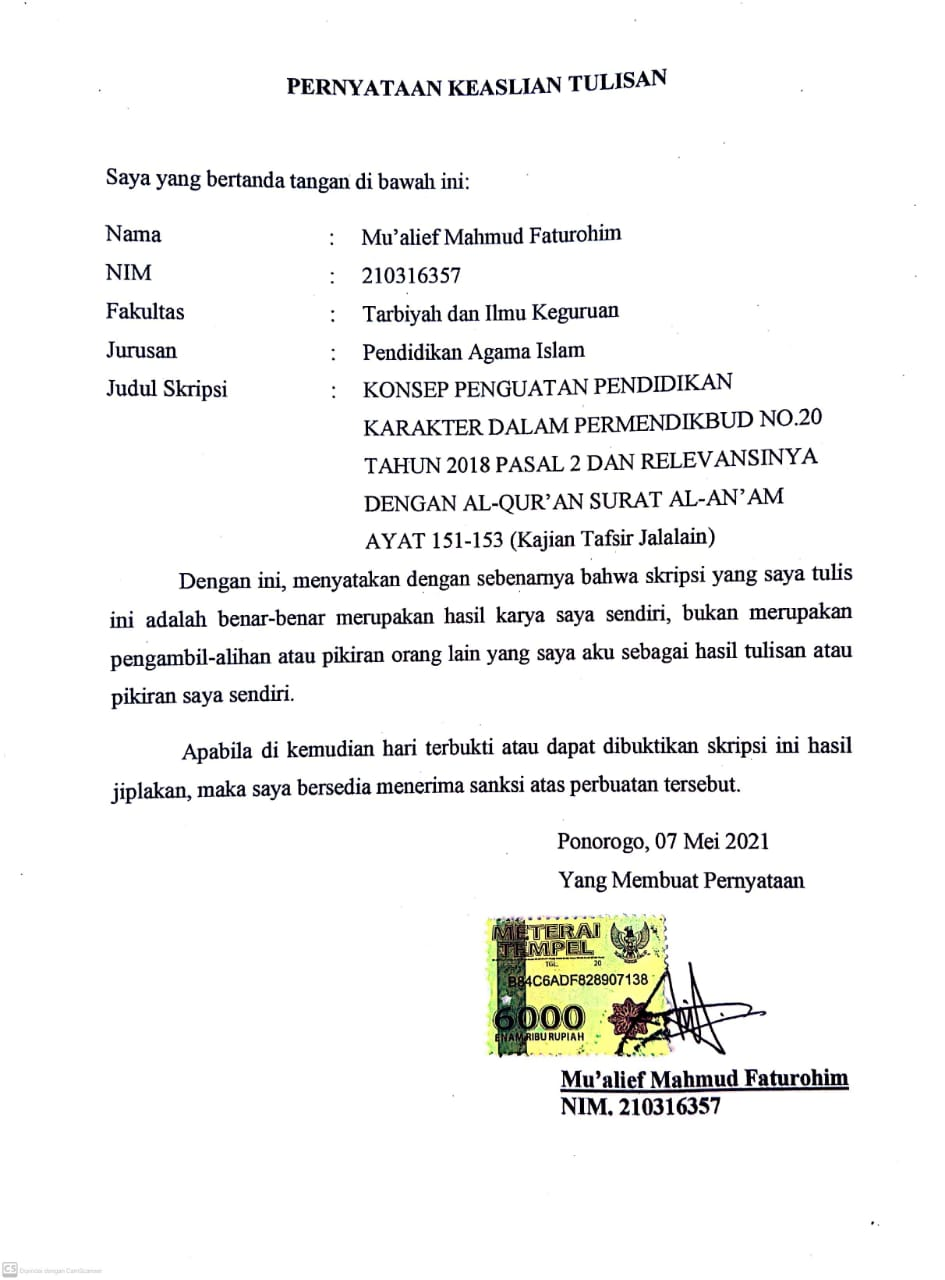 PERNYATAAN KEASLIAN TULISAN
Saya yang bertanda tangan di bawah ini:
Nama : Mu'alief Mahmud Faturohim
NIM : 210316357
Fakultas : Tarbiyah dan Ilmu Keguruan
Jurusan : Pendidikan Agama Islam
Judul Skripsi : KONSEP PENGUATAN PENDIDIKAN
KARAKTER DALAM PERMENDIKBUD NO.20
TAHUN 2018 PASAL 2 DAN RELEVANSINYA
DENGAN AL-QUR'AN SURAT AL-AN'AM
AYAT 151-153 (Kajian Tafsir Jalalain)
Dengan ini, menyatakan dengan sebenarnya bahwa skripsi yang saya tulis
ini adalah benar-benar merupakan hasil karya saya sendiri, bukan merupakan
pengambil-alihan atau pikiran orang lain yang saya aku sebagai hasil tulisan atau
pikiran saya sendiri.
Apabila di kemudian hari terbukti atau dapat dibuktikan skripsi ini hasil
jiplakan, maka saya bersedia menerima sanksi atas perbuatan tersebut.
Ponorogo, 07 Mei 2021
Yang Membuat Pernyataan
METERAI
TEMPEL
TGL. 20
B84C6ADF828907138
6000
ENAM RIBU RUPIAH
Mu'alief Mahmud Faturohim
NIM. 210316357
CS Dipindai dengan CamScanner